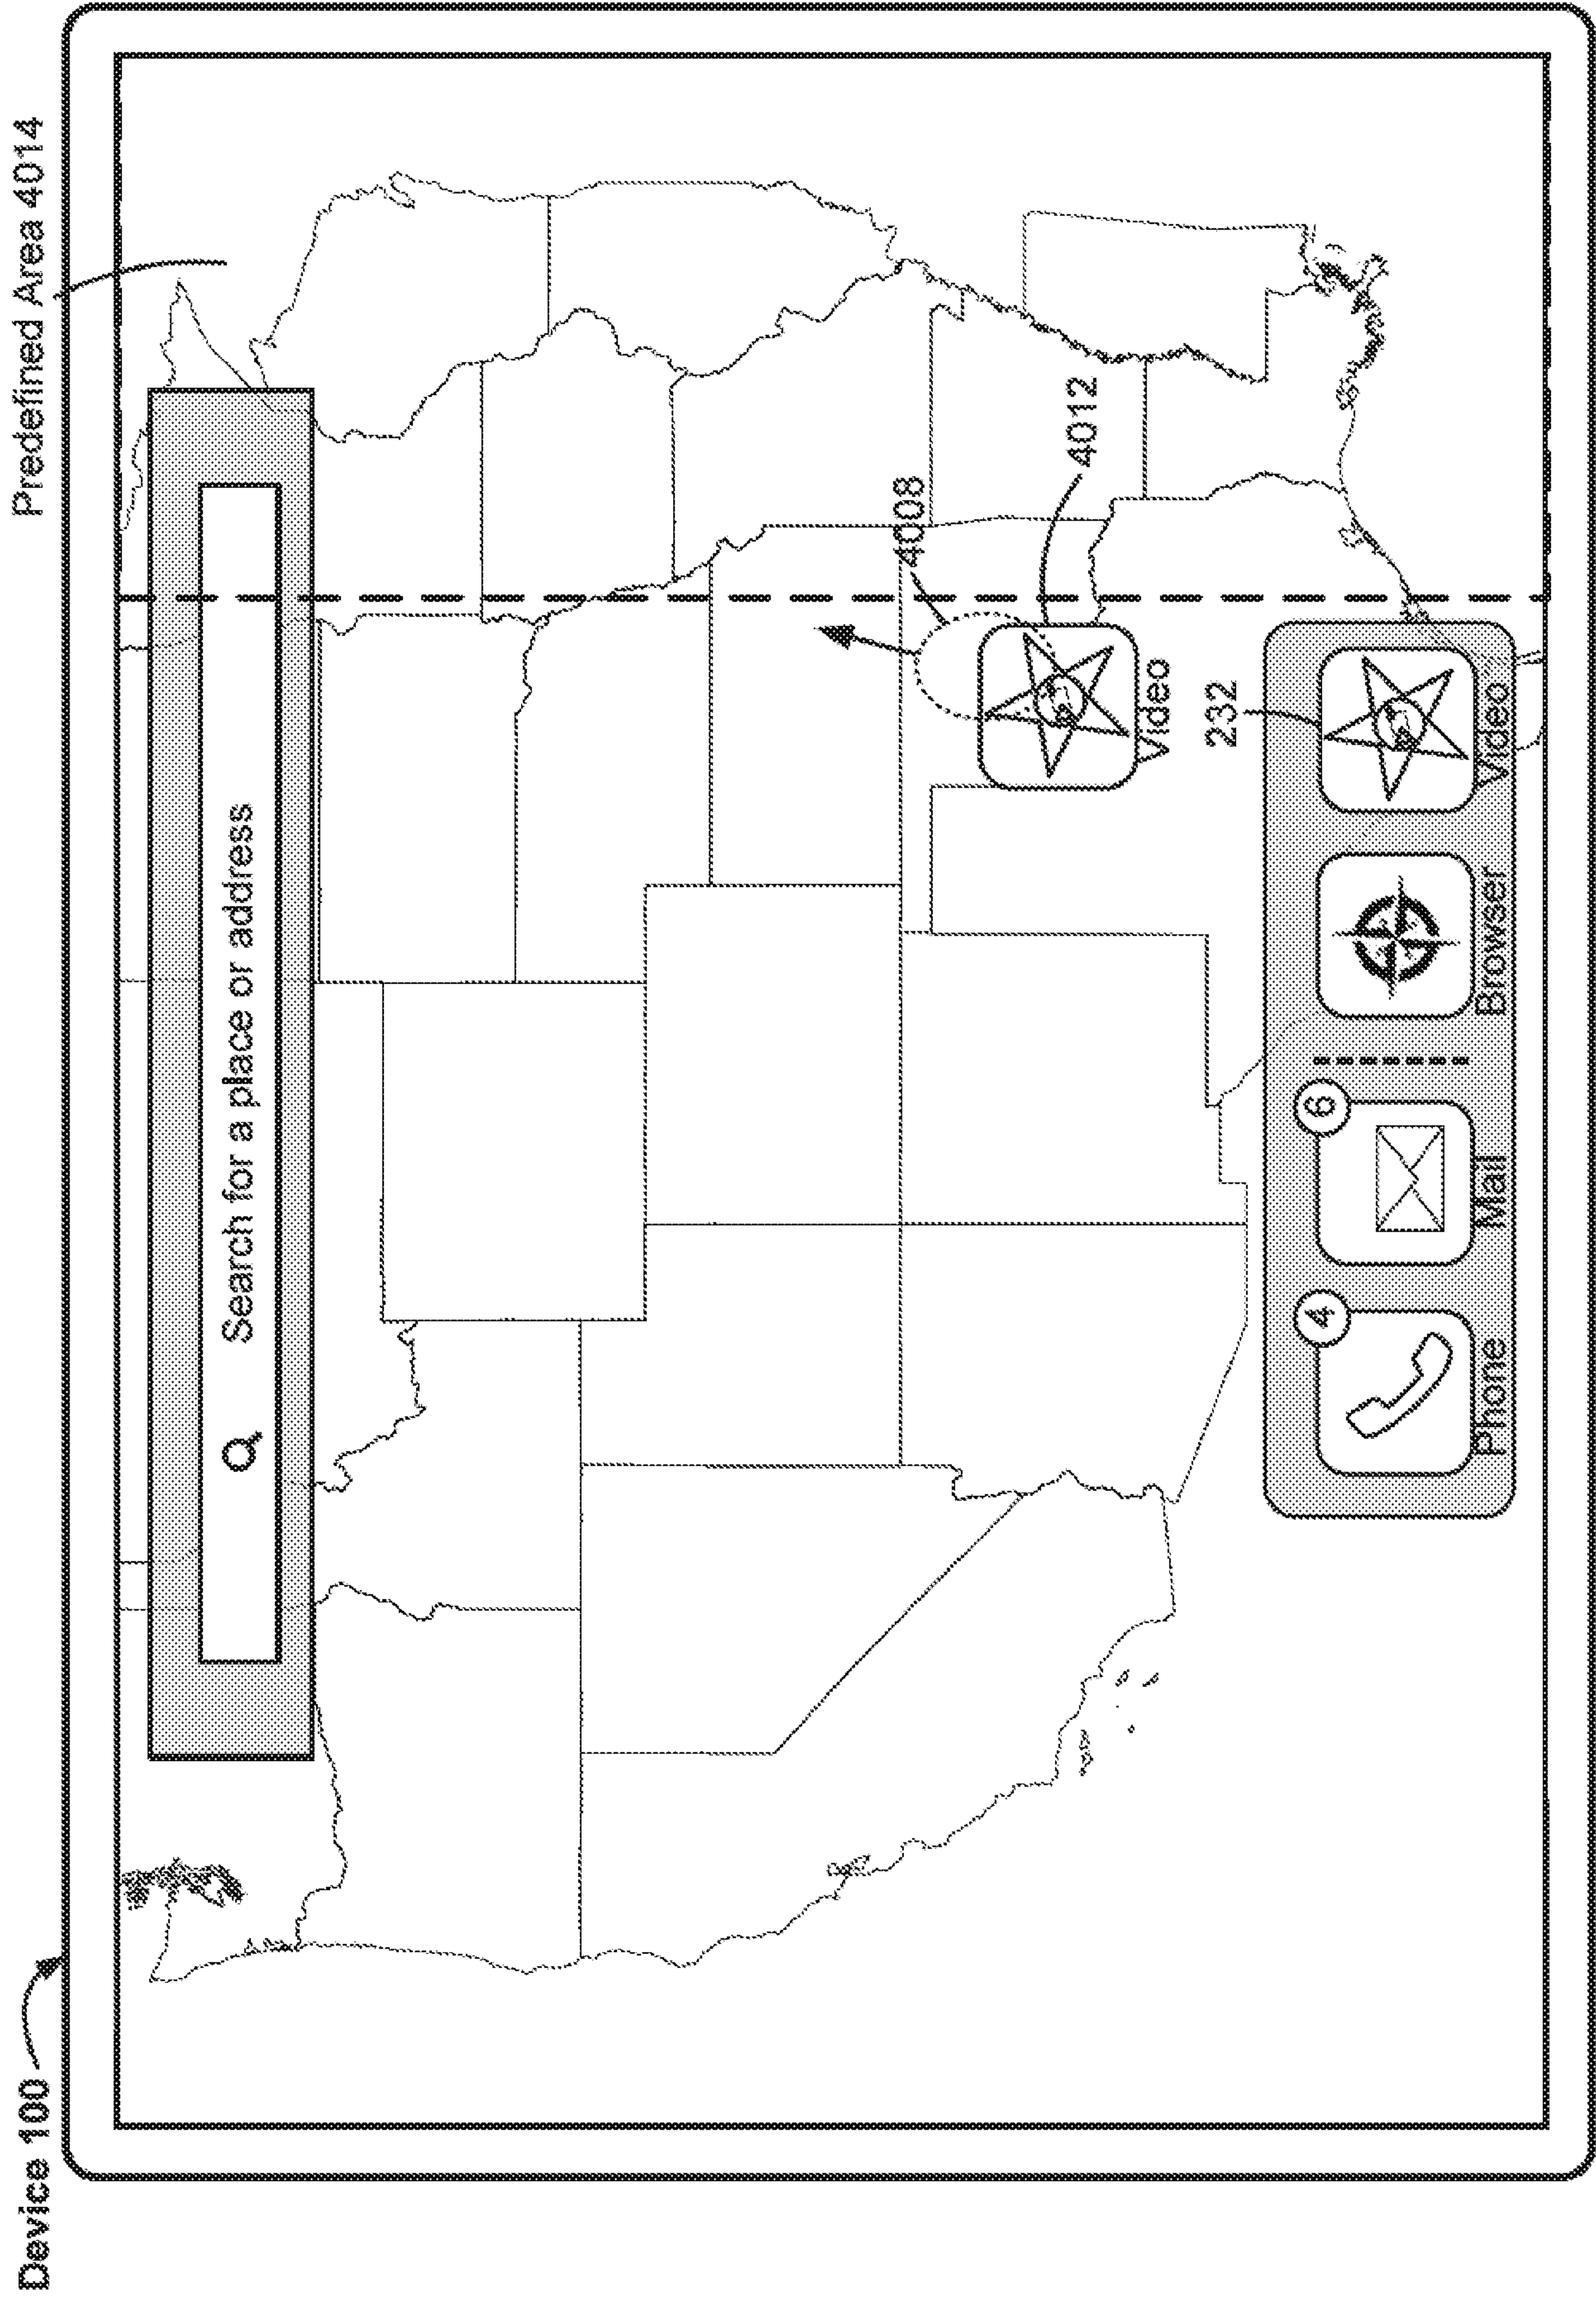 Device 100
Predefined Area 4014
Search for a place or address
4008
4012
Video
232
4
6
Phone
Mail
Browser
Video